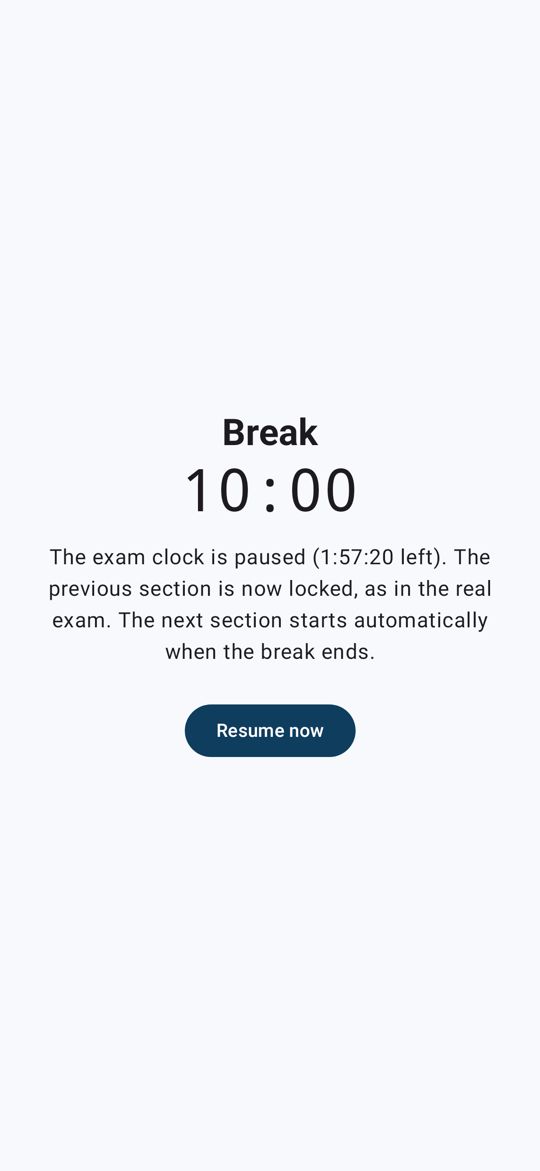 Break
10:00
The exam clock is paused (1:57:20 left). The
previous section is now locked, as in the real
exam. The next section starts automatically
when the break ends.
Resume now